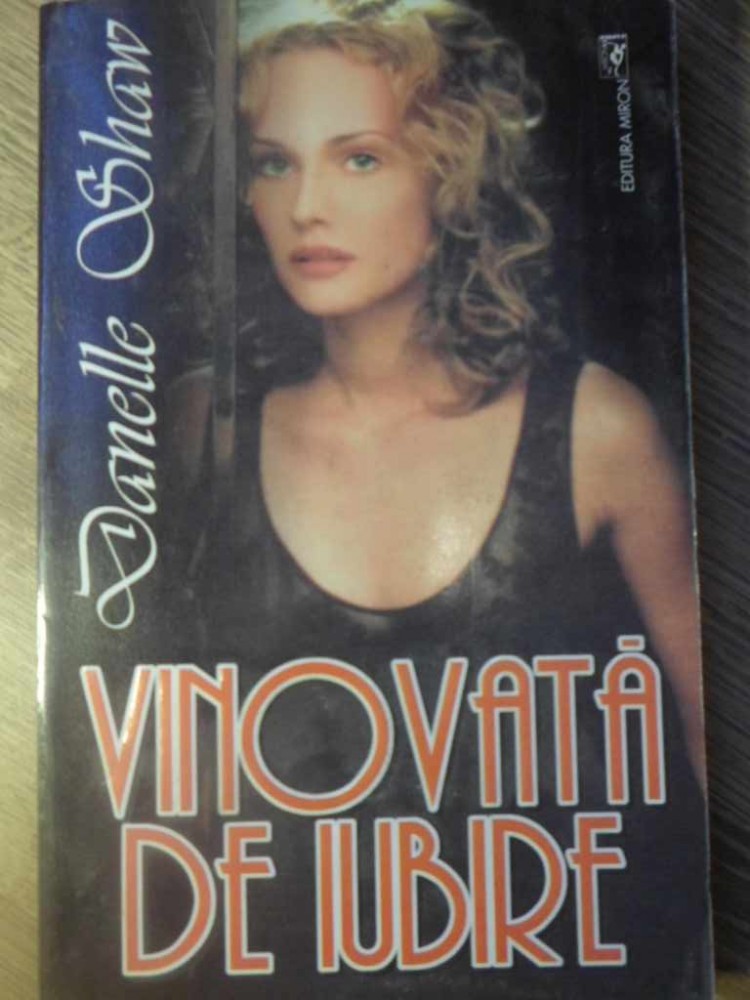 Danelle Shaw
EDITURA MIRON
VINOVATĂ
DE IUBIRE